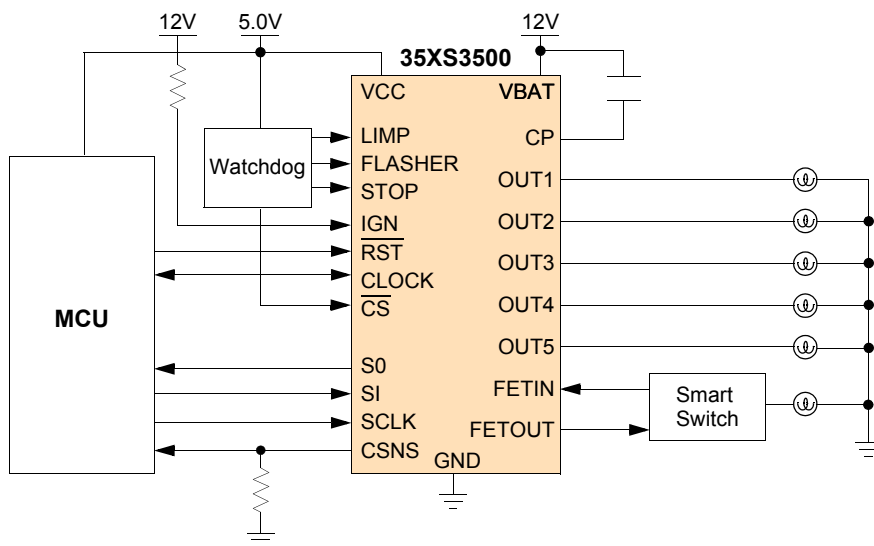 12V 5.0V 12V
35XS3500
VCC VBAT
LIMP CP
FLASHER
Watchdog
STOP OUT1
IGN OUT2
RST
CLOCK OUT3
CS OUT4
MCU
OUT5
S0
SI FETIN
Smart
Switch
SCLK FETOUT
CSNS
GND